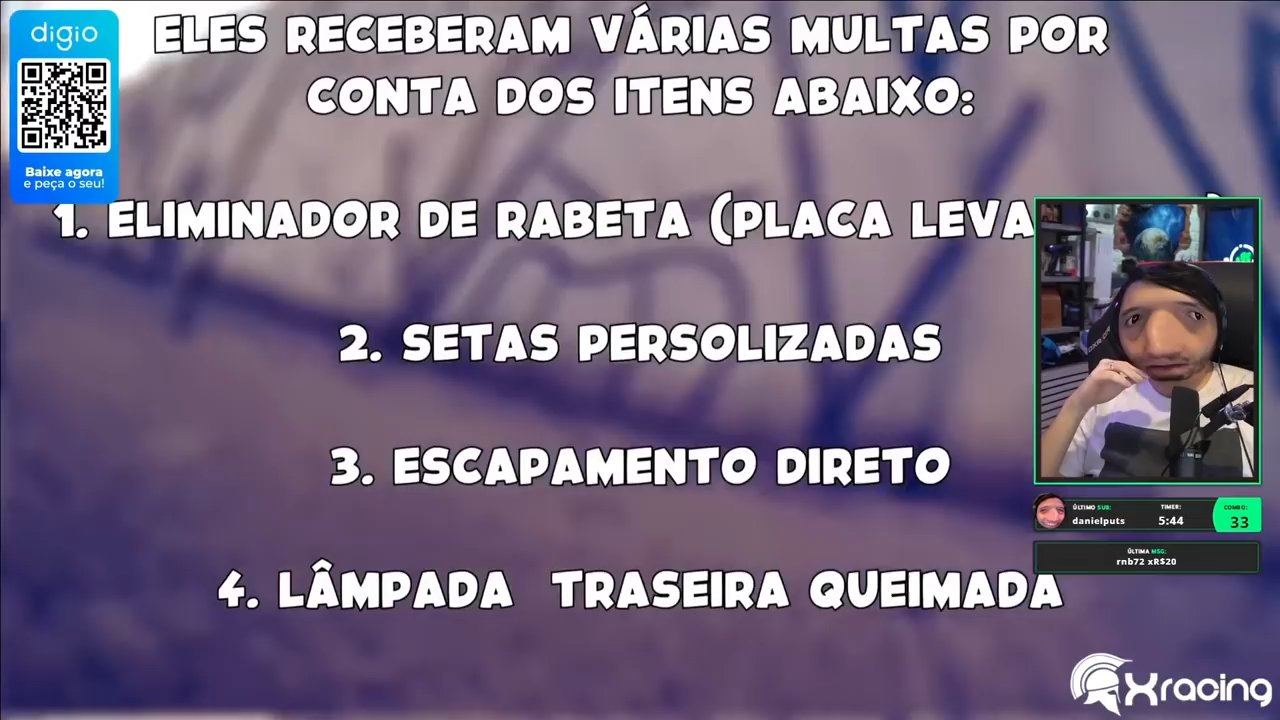 digio
Baixe agora
e peça o seu!
ELES RECEBERAM VÁRIAS MULTAS POR
CONTA DOS ITENS ABAIXO:
1. ELIMINADOR DE RABETA (PLACA LEVA
2. SETAS PERSOLIZADAS
3. ESCAPAMENTO DIRETO
4. LÂMPADA TRASEIRA QUEIMADA
ÚLTIMO SUB:
danielputs
TIMER:
5:44
COMBO:
33
ÚLTIMA MSG:
rnb72 xR$20
Xracing